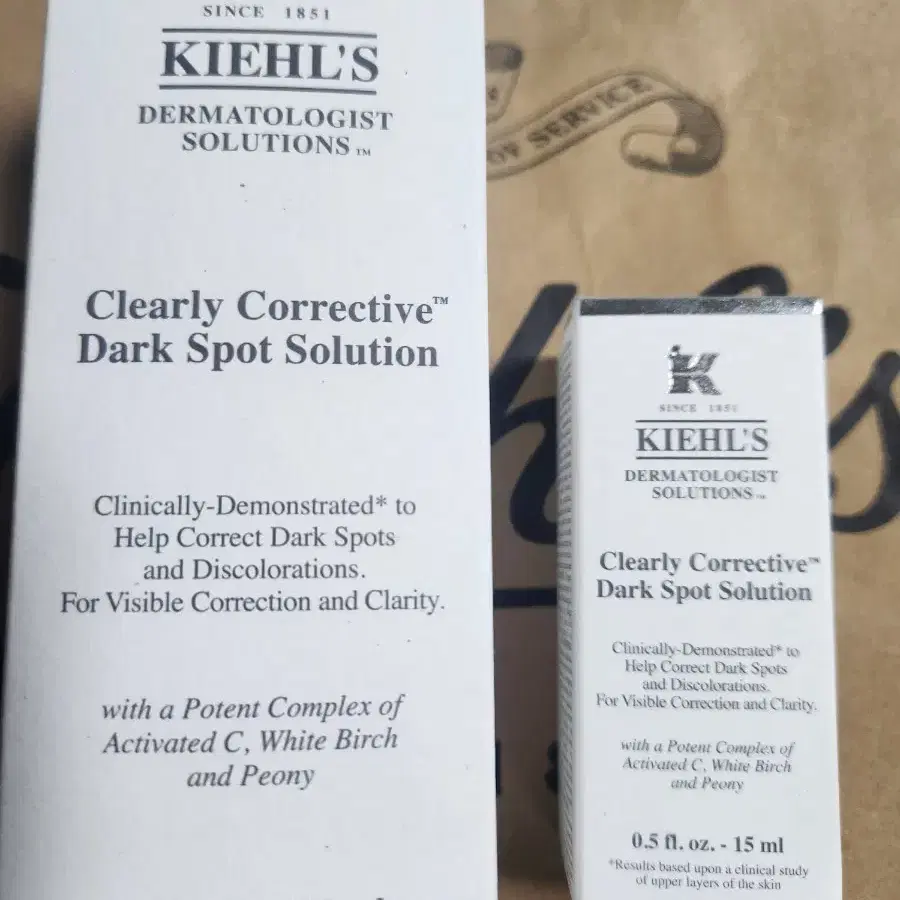 SINCE 1851
KIEHL'S
DERMATOLOGIST
SOLUTIONS™
Clearly Corrective™
Dark Spot Solution
Clinically-Demonstrated* to
Help Correct Dark Spots
and Discolorations.
For Visible Correction and Clarity.
with a Potent Complex of
Activated C, White Birch
and Peony
OF SERVICE
K
SINCE 1851
KIEHL'S
DERMATOLOGIST
SOLUTIONS™
Clearly Corrective™
Dark Spot Solution
Clinically-Demonstrated* to
Help Correct Dark Spots
and Discolorations.
For Visible Correction and Clarity.
with a Potent Complex of
Activated C, White Birch
and Peony
0.5 fl. oz. - 15 ml
*Results based upon a clinical study
of upper layers of the skin